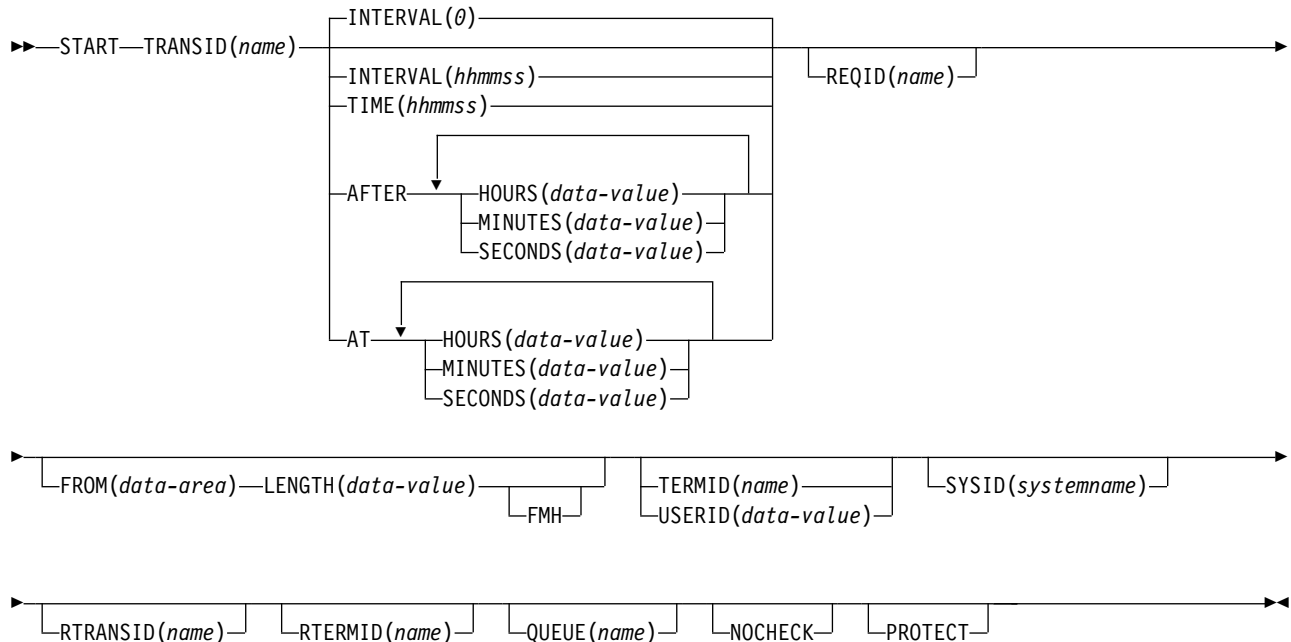 INTERVAL(0)
START TRANSID(name)
INTERVAL(hhmmss) REQID(name)
TIME(hhmmss)
AFTER HOURS(data-value)
MINUTES(data-value)
SECONDS(data-value)
AT HOURS(data-value)
MINUTES(data-value)
SECONDS(data-value)
FROM(data-area) LENGTH(data-value) TERMID(name) SYSID(systemname)
FMH USERID(data-value)
RTRANSID(name) RTERMID(name) QUEUE(name) NOCHECK PROTECT